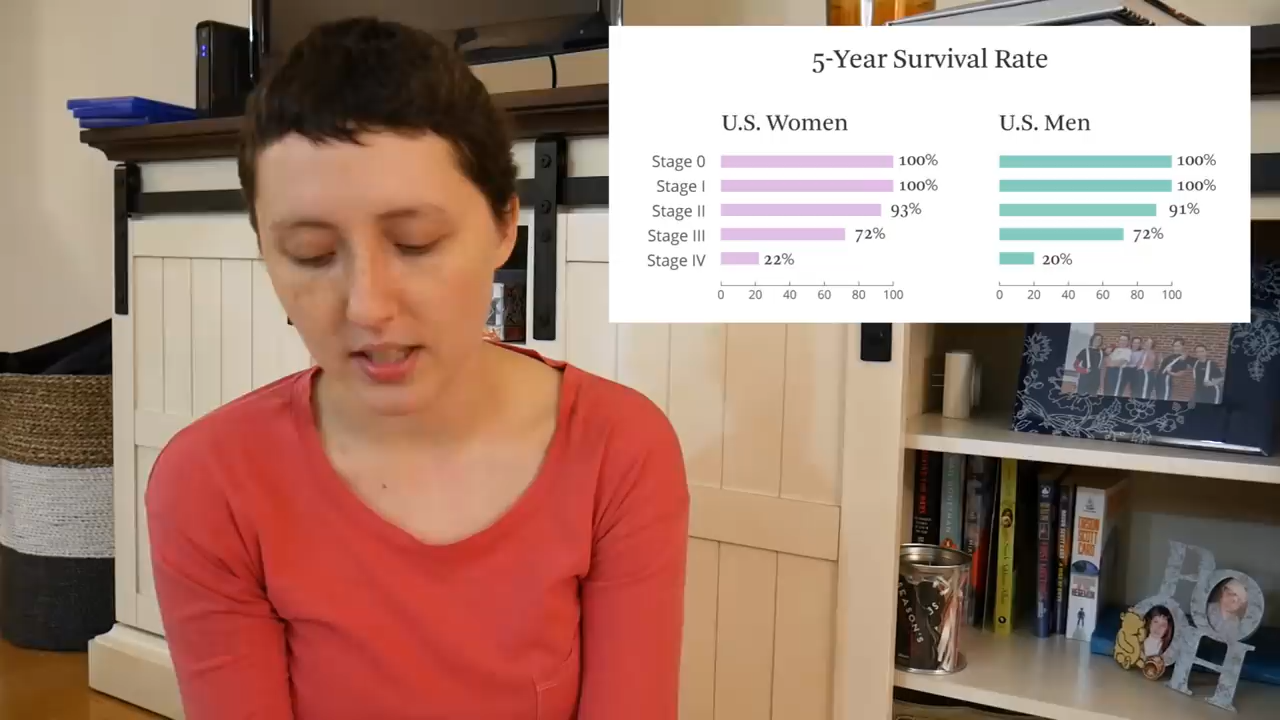 5-Year Survival Rate
U.S. Women
U.S. Men
Stage 0 100% 100%
Stage I 100% 100%
Stage II 93% 91%
Stage III 72% 72%
Stage IV 22% 20%
0 20 40 60 80 100
0 20 40 60 80 100
ORSON
SCOTT
CARD
SEASON'S